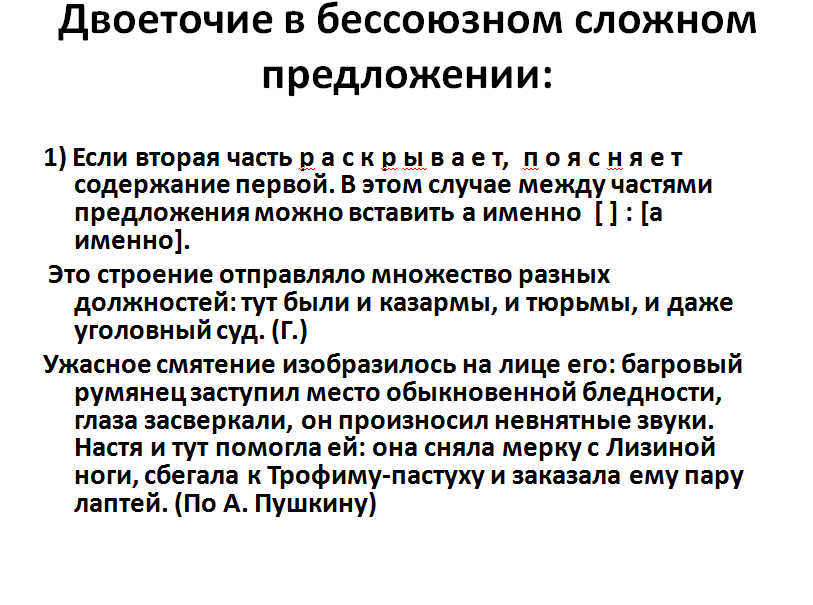 Двоеточие в бессоюзном сложном
предложении:
1) Если вторая часть р а с к р ы в а е т, п о я с н я е т
содержание первой. В этом случае между частями
предложения можно вставить а именно [ ] : [а
именно].
Это строение отправляло множество разных
должностей: тут были и казармы, и тюрьмы, и даже
уголовный суд. (Г.)
Ужасное смятение изобразилось на лице его: багровый
румянец заступил место обыкновенной бледности,
глаза засверкали, он произносил невнятные звуки.
Настя и тут помогла ей: она сняла мерку с Лизиной
ноги, сбегала к Трофиму-пастуху и заказала ему пару
лаптей. (По А. Пушкину)